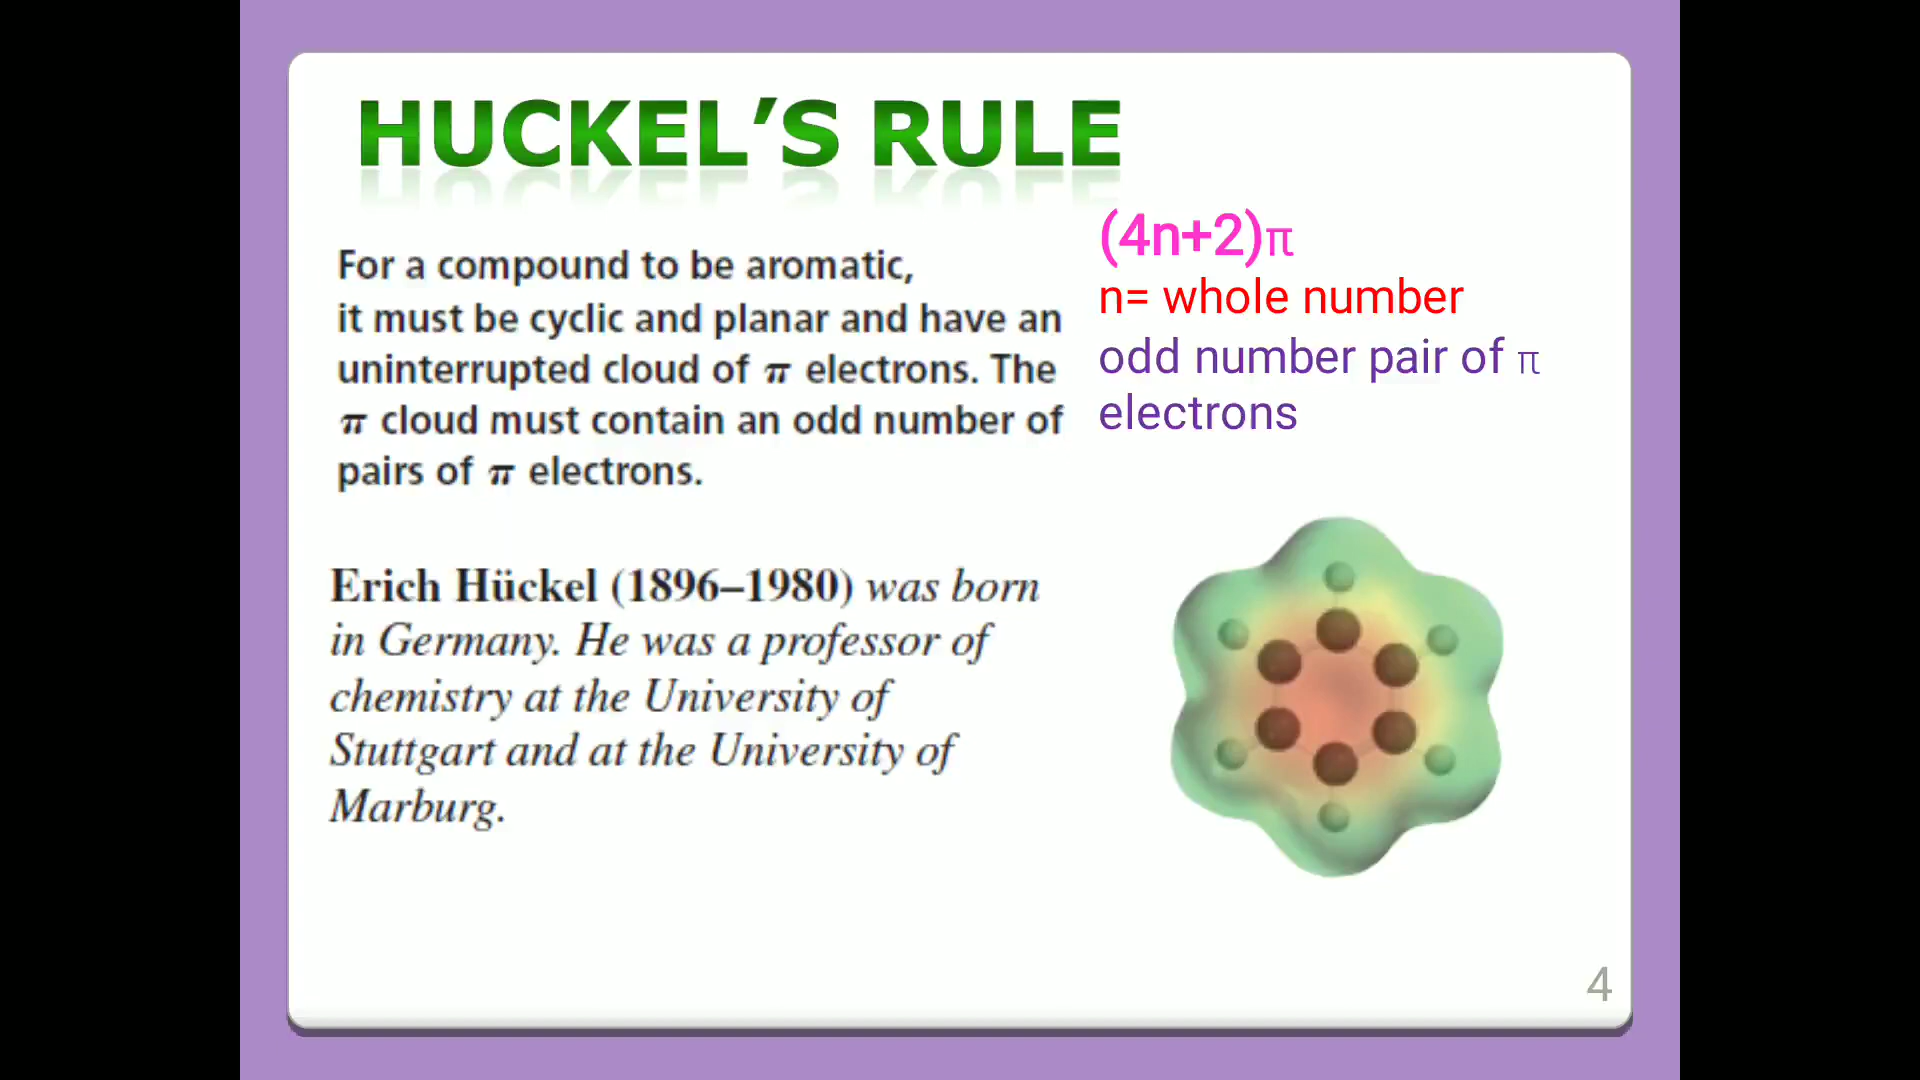 HUCKEL’S RULE
(4n+2)π
n= whole number
odd number pair of π
electrons
For a compound to be aromatic,
it must be cyclic and planar and have an
uninterrupted cloud of π electrons. The
π cloud must contain an odd number of
pairs of π electrons.
Erich Hückel (1896–1980) was born
in Germany. He was a professor of
chemistry at the University of
Stuttgart and at the University of
Marburg.
4